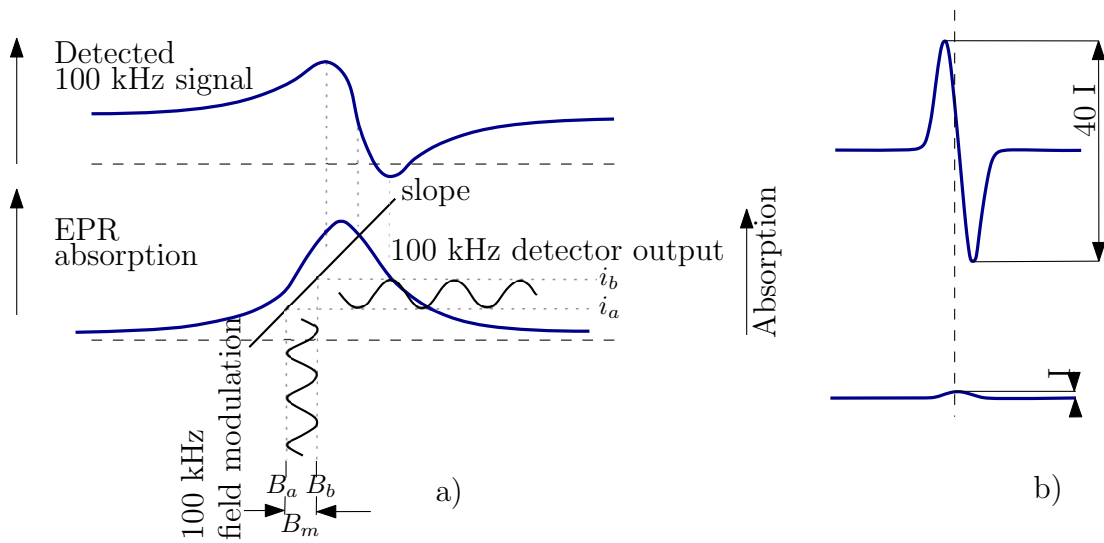 Detected
100 kHz signal
slope
EPR
absorption
100 kHz detector output
i_b
i_a
100 kHz
field modulation
B_a
B_b
B_m
a)
40 I
Absorption
I
b)